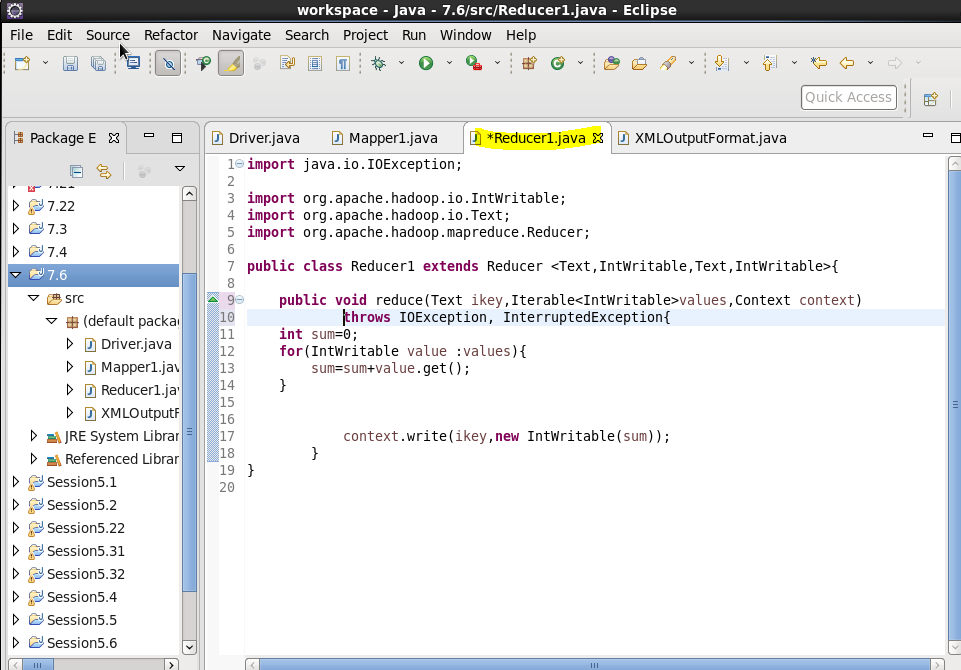 workspace - Java - 7.6/src/Reducer1.java - Eclipse
File Edit Source Refactor Navigate Search Project Run Window Help
Quick Access
Package E
Driver.java
Mapper1.java
*Reducer1.java
XMLOutputFormat.java
7.21
7.22
7.3
7.4
7.6
src
(default packa
Driver.java
Mapper1.jav
Reducer1.jav
XMLOutputF
JRE System Librar
Referenced Librar
Session5.1
Session5.2
Session5.22
Session5.31
Session5.32
Session5.4
Session5.5
Session5.6
1 import java.io.IOException;
2
3 import org.apache.hadoop.io.IntWritable;
4 import org.apache.hadoop.io.Text;
5 import org.apache.hadoop.mapreduce.Reducer;
6
7 public class Reducer1 extends Reducer <Text,IntWritable,Text,IntWritable>{
8
9 public void reduce(Text ikey,Iterable<IntWritable>values,Context context)
10 throws IOException, InterruptedException{
11 int sum=0;
12 for(IntWritable value :values){
13 sum=sum+value.get();
14 }
15
16
17 context.write(ikey,new IntWritable(sum));
18 }
19 }
20